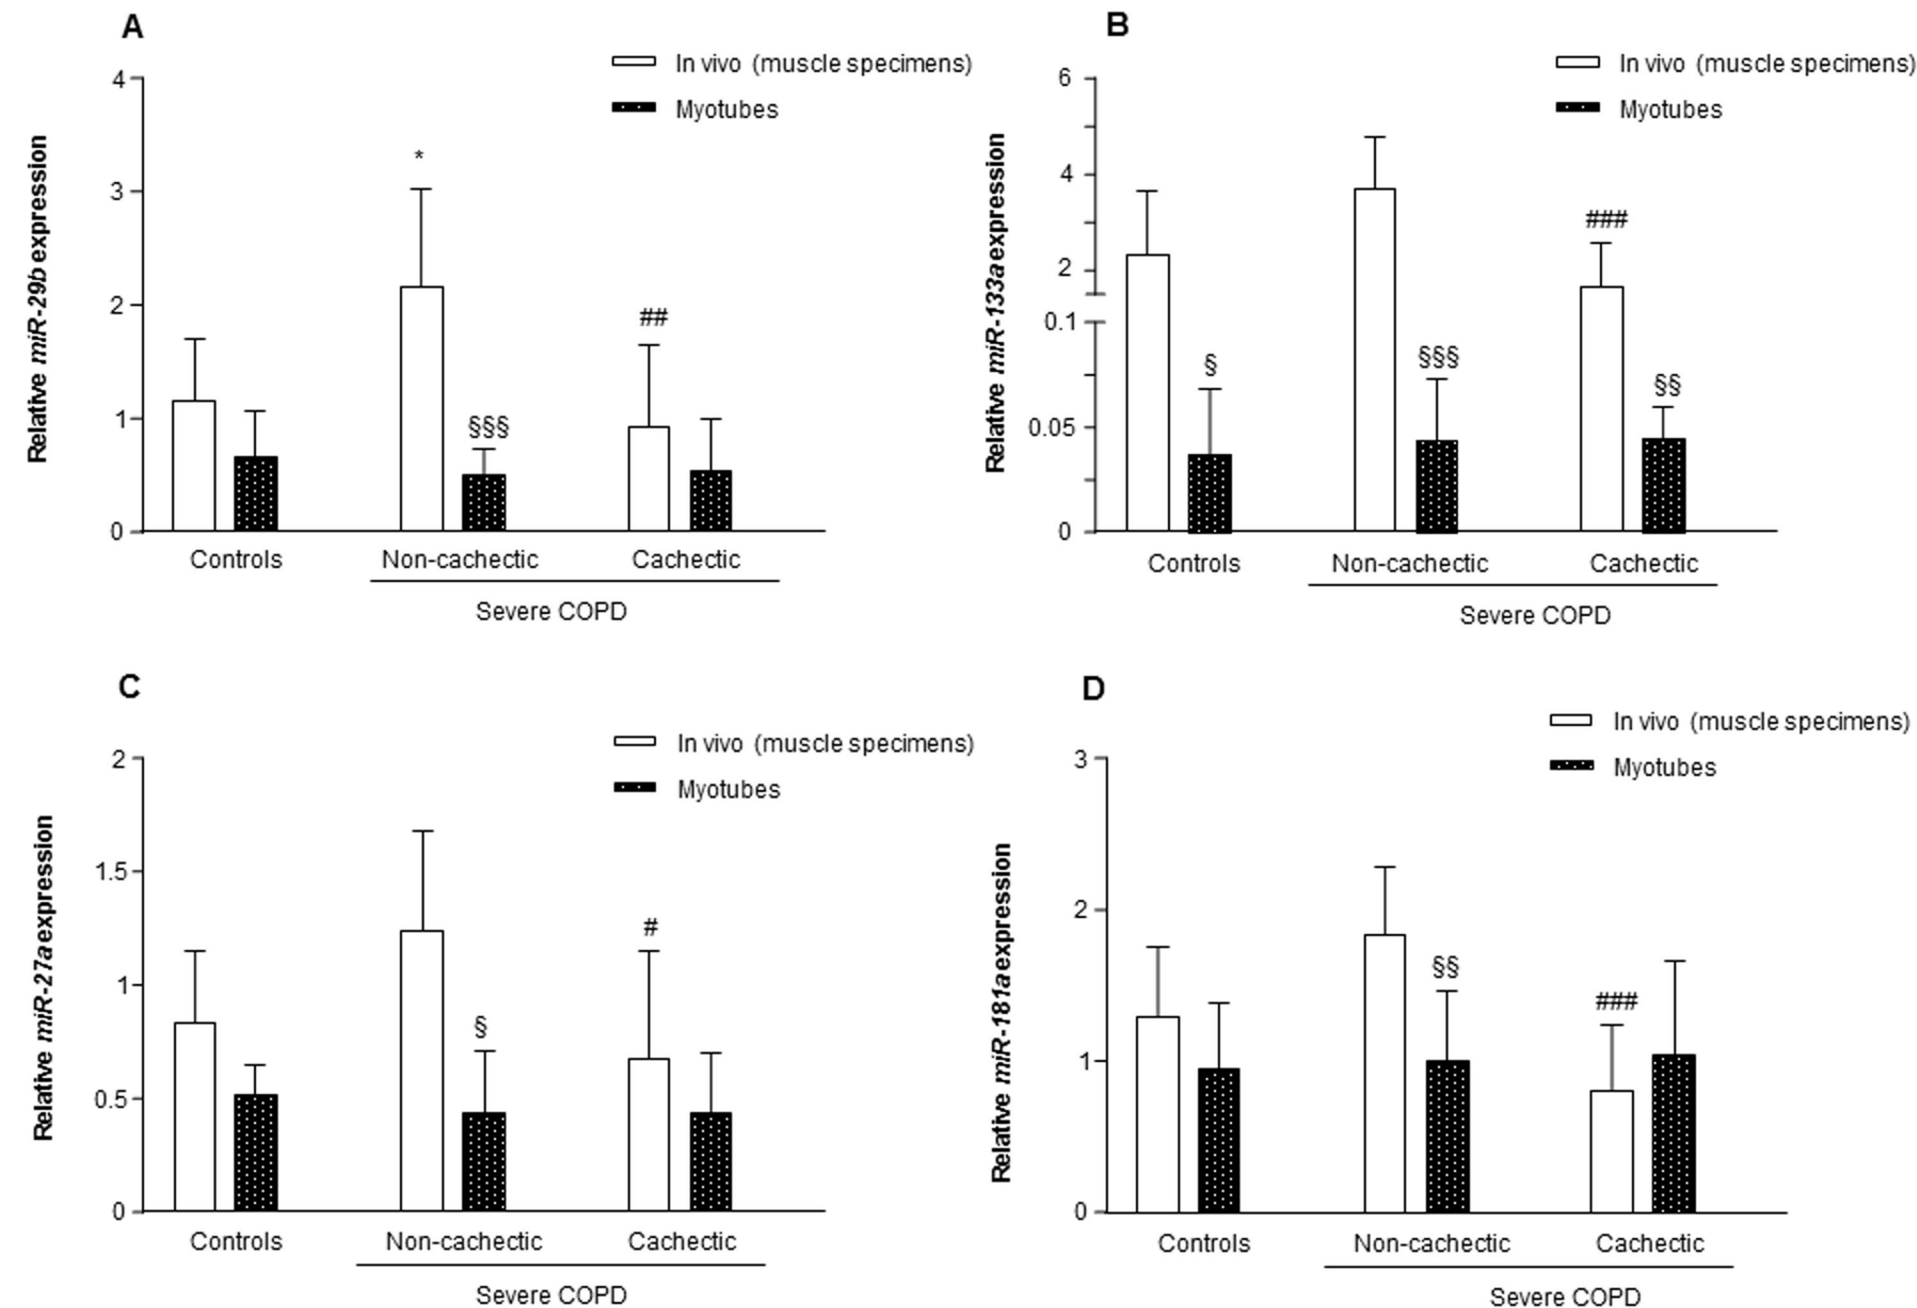 A
In vivo (muscle specimens)
Myotubes
4
3
2
1
0
Relative miR-29b expression
*
§§§
##
Controls
Non-cachectic
Cachectic
Severe COPD
B
In vivo (muscle specimens)
Myotubes
6
4
2
0.1
0.05
0
Relative miR-133a expression
§
§§§
###
§§
Controls
Non-cachectic
Cachectic
Severe COPD
C
In vivo (muscle specimens)
Myotubes
2
1.5
1
0.5
0
Relative miR-27a expression
§
#
Controls
Non-cachectic
Cachectic
Severe COPD
D
In vivo (muscle specimens)
Myotubes
3
2
1
0
Relative miR-181a expression
§§
###
Controls
Non-cachectic
Cachectic
Severe COPD